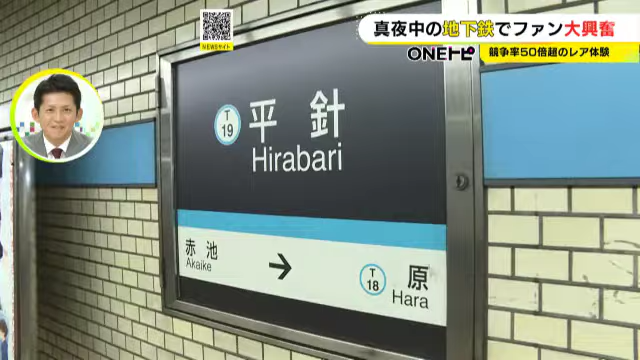 真夜中の地下鉄でファン大興奮
ONEトピ
競争率50倍超のレア体験
NEWSサイト
T
19
平針
Hirabari
赤池
Akaike
→
T
18
原
Hara